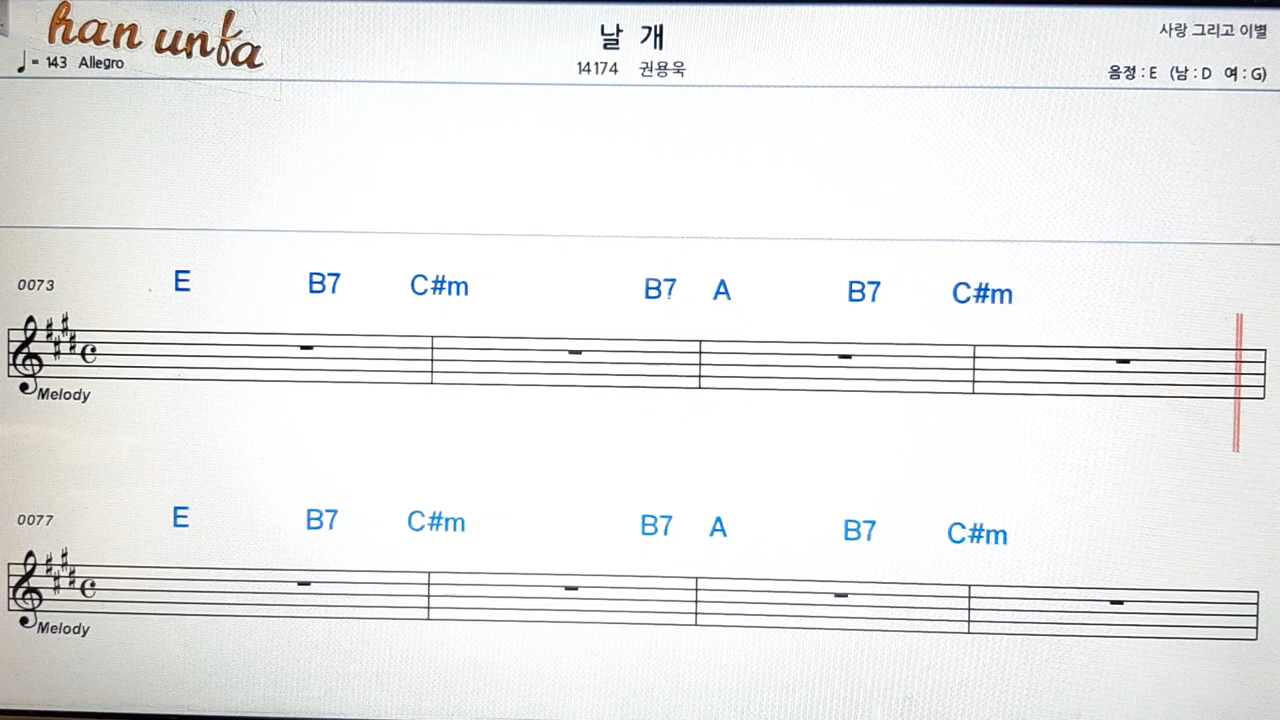 han unfa
날 개
사랑 그리고 이별
♩= 143 Allegro
14174 권용욱
음정 : E (남 : D 여 : G)
0073 E B7 C#m B7 A B7 C#m
Melody
0077 E B7 C#m B7 A B7 C#m
Melody